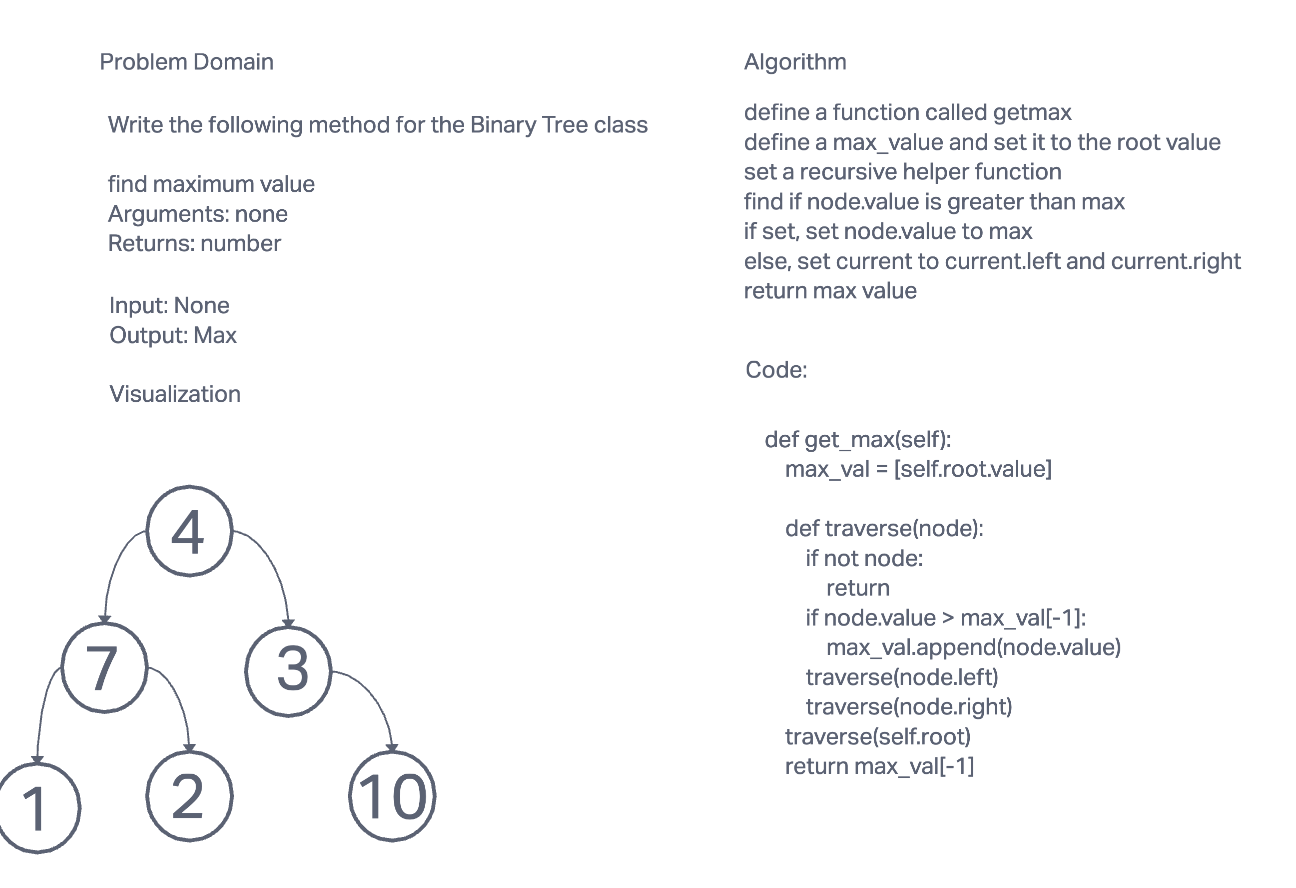 Problem Domain
Write the following method for the Binary Tree class
find maximum value
Arguments: none
Returns: number
Input: None
Output: Max
Visualization
4
7
3
1
2
10
Algorithm
define a function called getmax
define a max_value and set it to the root value
set a recursive helper function
find if node.value is greater than max
if set, set node.value to max
else, set current to current.left and current.right
return max value
Code:
def get_max(self):
max_val = [self.root.value]
def traverse(node):
if not node:
return
if node.value > max_val[-1]:
max_val.append(node.value)
traverse(node.left)
traverse(node.right)
traverse(self.root)
return max_val[-1]